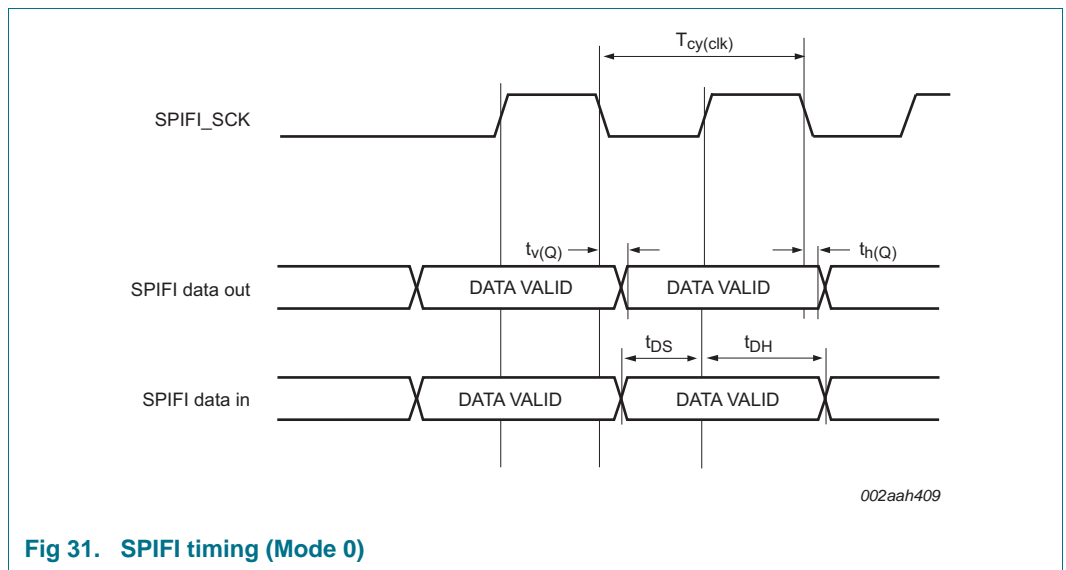 Tcy(clk)
SPIFI_SCK
tv(Q)
th(Q)
SPIFI data out
DATA VALID
DATA VALID
tDS
tDH
SPIFI data in
DATA VALID
DATA VALID
002aah409
Fig 31. SPIFI timing (Mode 0)